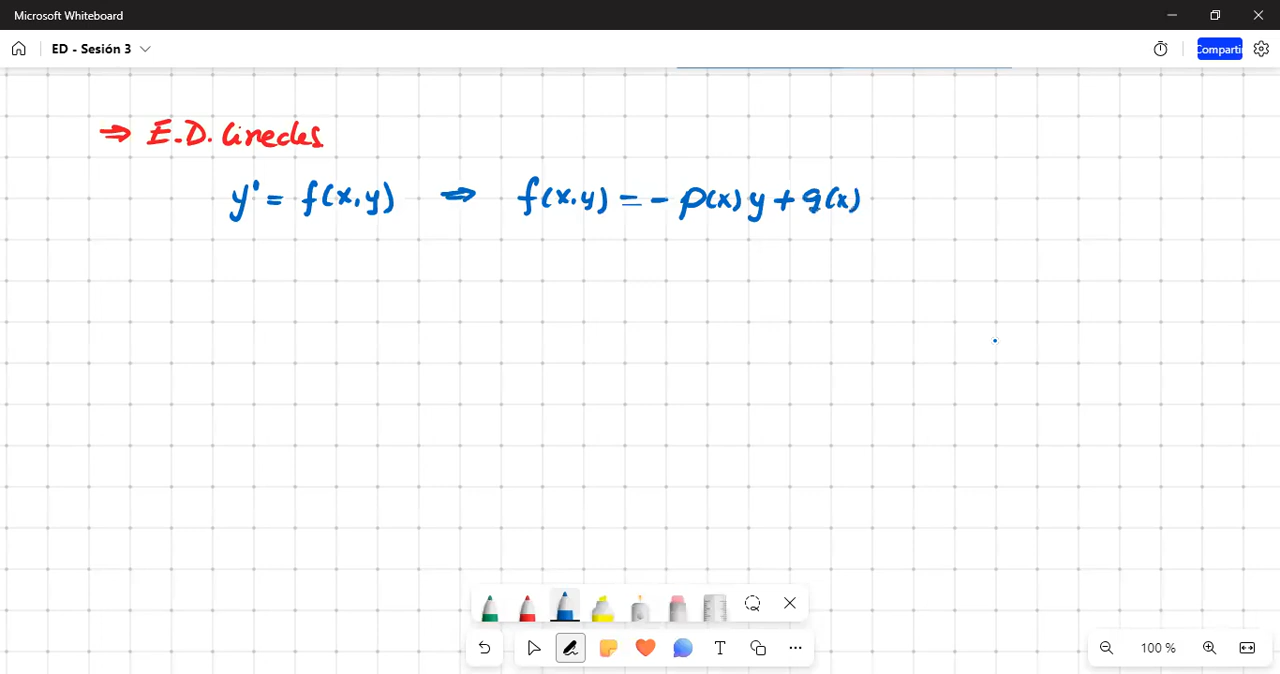 Microsoft Whiteboard
ED - Sesión 3
Comparti
⇒ E.D. Lineales
y' = f(x,y) ⇒ f(x,y) = - p(x) y + q(x)
100 %